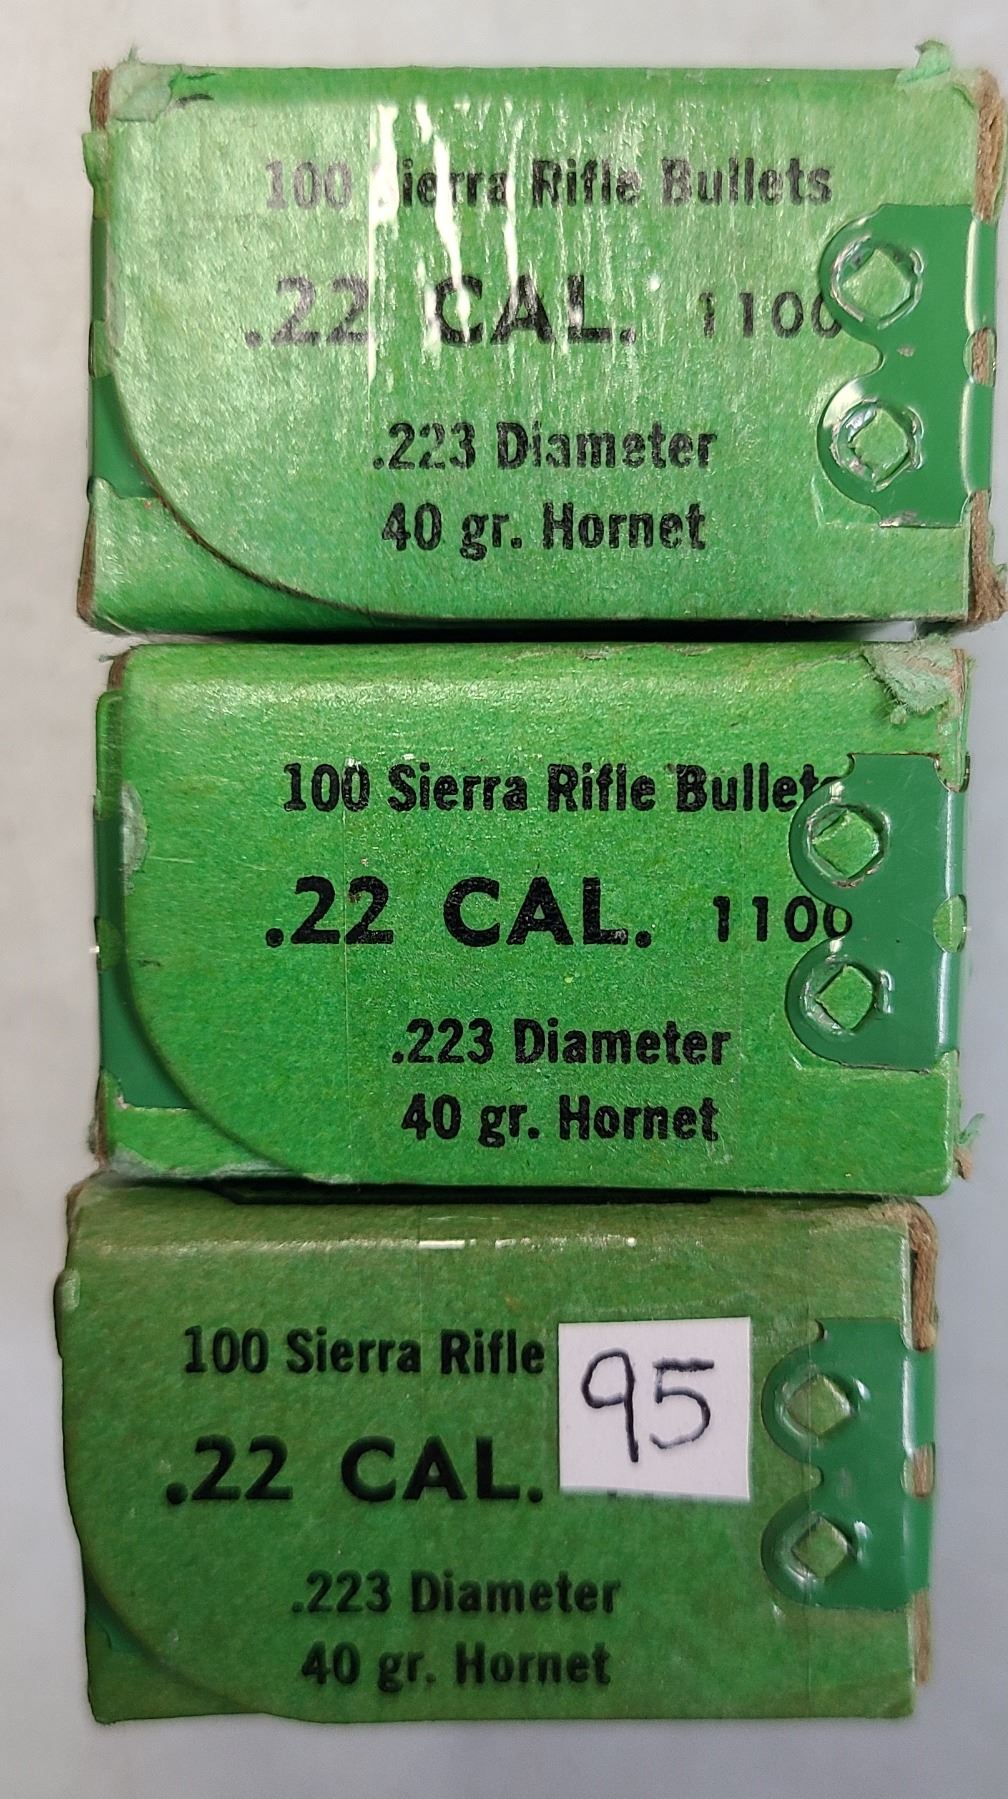 100 Sierra Rifle Bullets
.22 CAL. 1100
.223 Diameter
40 gr. Hornet
100 Sierra Rifle Bullets
.22 CAL. 1100
.223 Diameter
40 gr. Hornet
100 Sierra Rifle
95
.22 CAL.
.223 Diameter
40 gr. Hornet